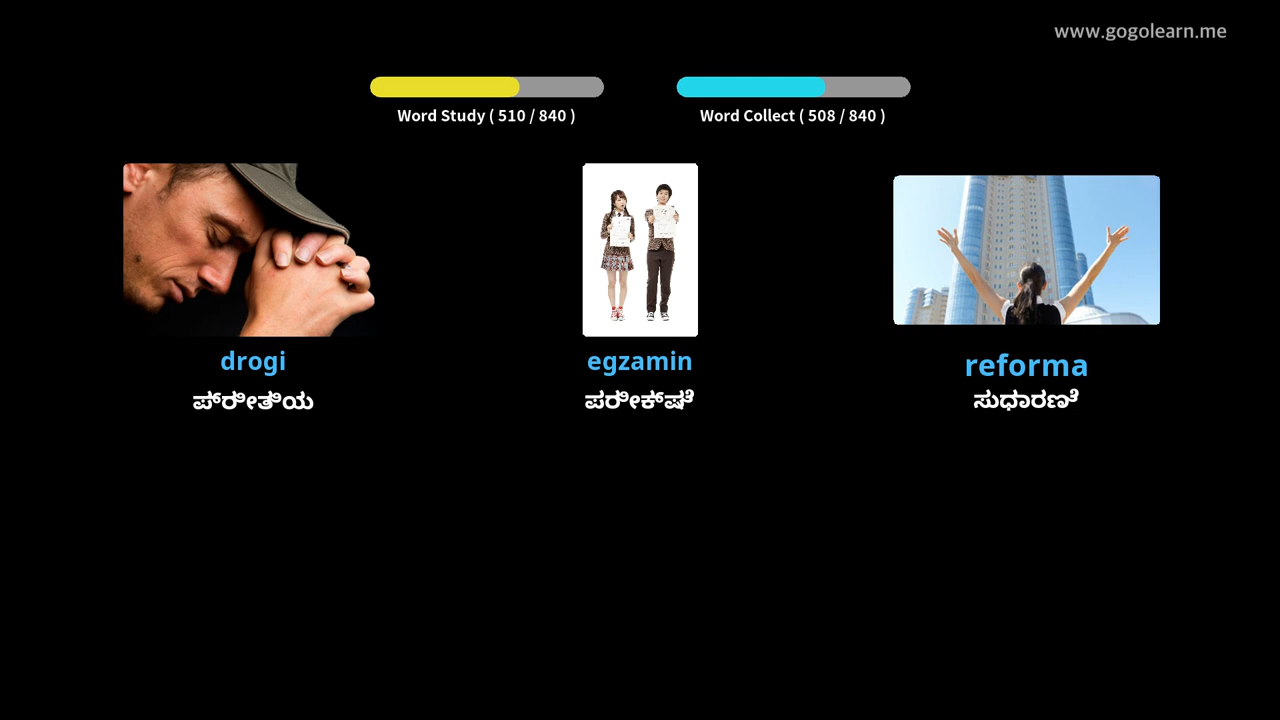 www.gogolearn.me
Word Study ( 510 / 840 )
Word Collect ( 508 / 840 )
drogi
egzamin
reforma
ಪ್ರೀತಿಯ
ಪರೀಕ್ಷೆ
ಸುಧಾರಣೆ